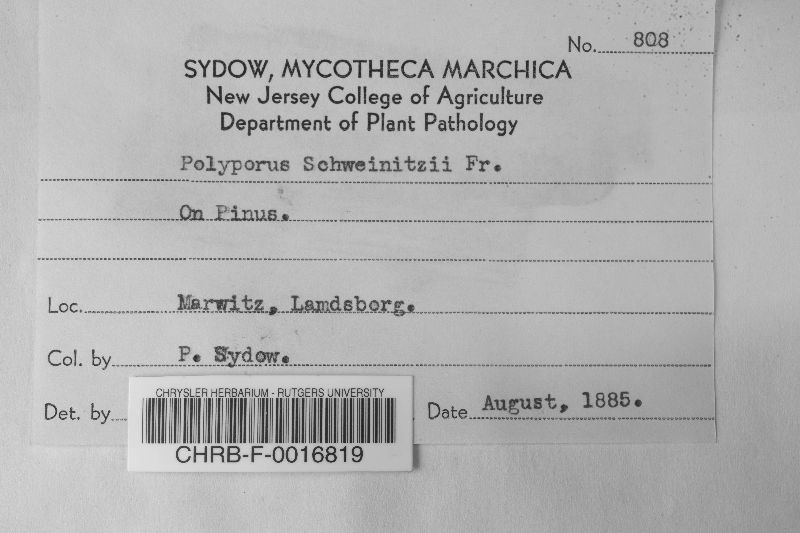 No. 808
SYDOW, MYCOTHECA MARCHICA
New Jersey College of Agriculture
Department of Plant Pathology
Polyporus Schweinitzii Fr.
On Pinus.
Loc. Marwitz, Lamdsborg.
Col. by P. Sydow.
Det. by
Date August, 1885.
CHRYSLER HERBARIUM - RUTGERS UNIVERSITY
CHRB-F-0016819